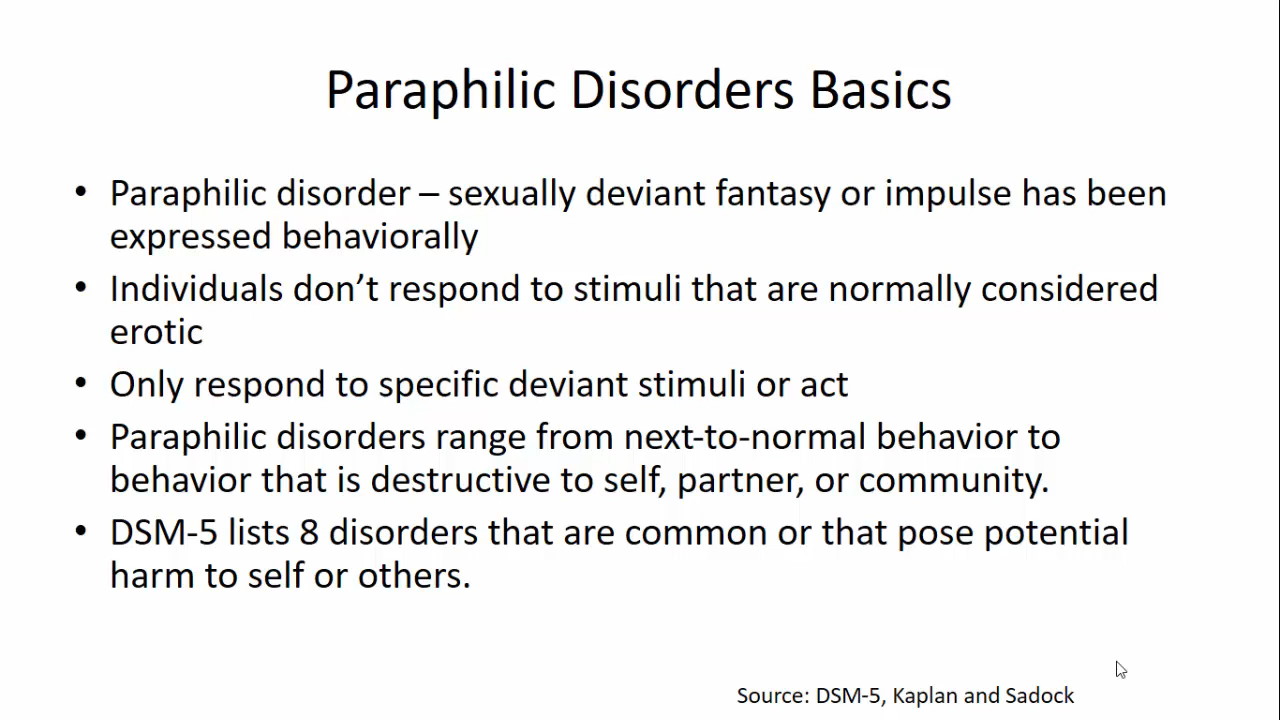 Paraphilic Disorders Basics
• Paraphilic disorder – sexually deviant fantasy or impulse has been
expressed behaviorally
• Individuals don’t respond to stimuli that are normally considered
erotic
• Only respond to specific deviant stimuli or act
• Paraphilic disorders range from next-to-normal behavior to
behavior that is destructive to self, partner, or community.
• DSM-5 lists 8 disorders that are common or that pose potential
harm to self or others.
Source: DSM-5, Kaplan and Sadock